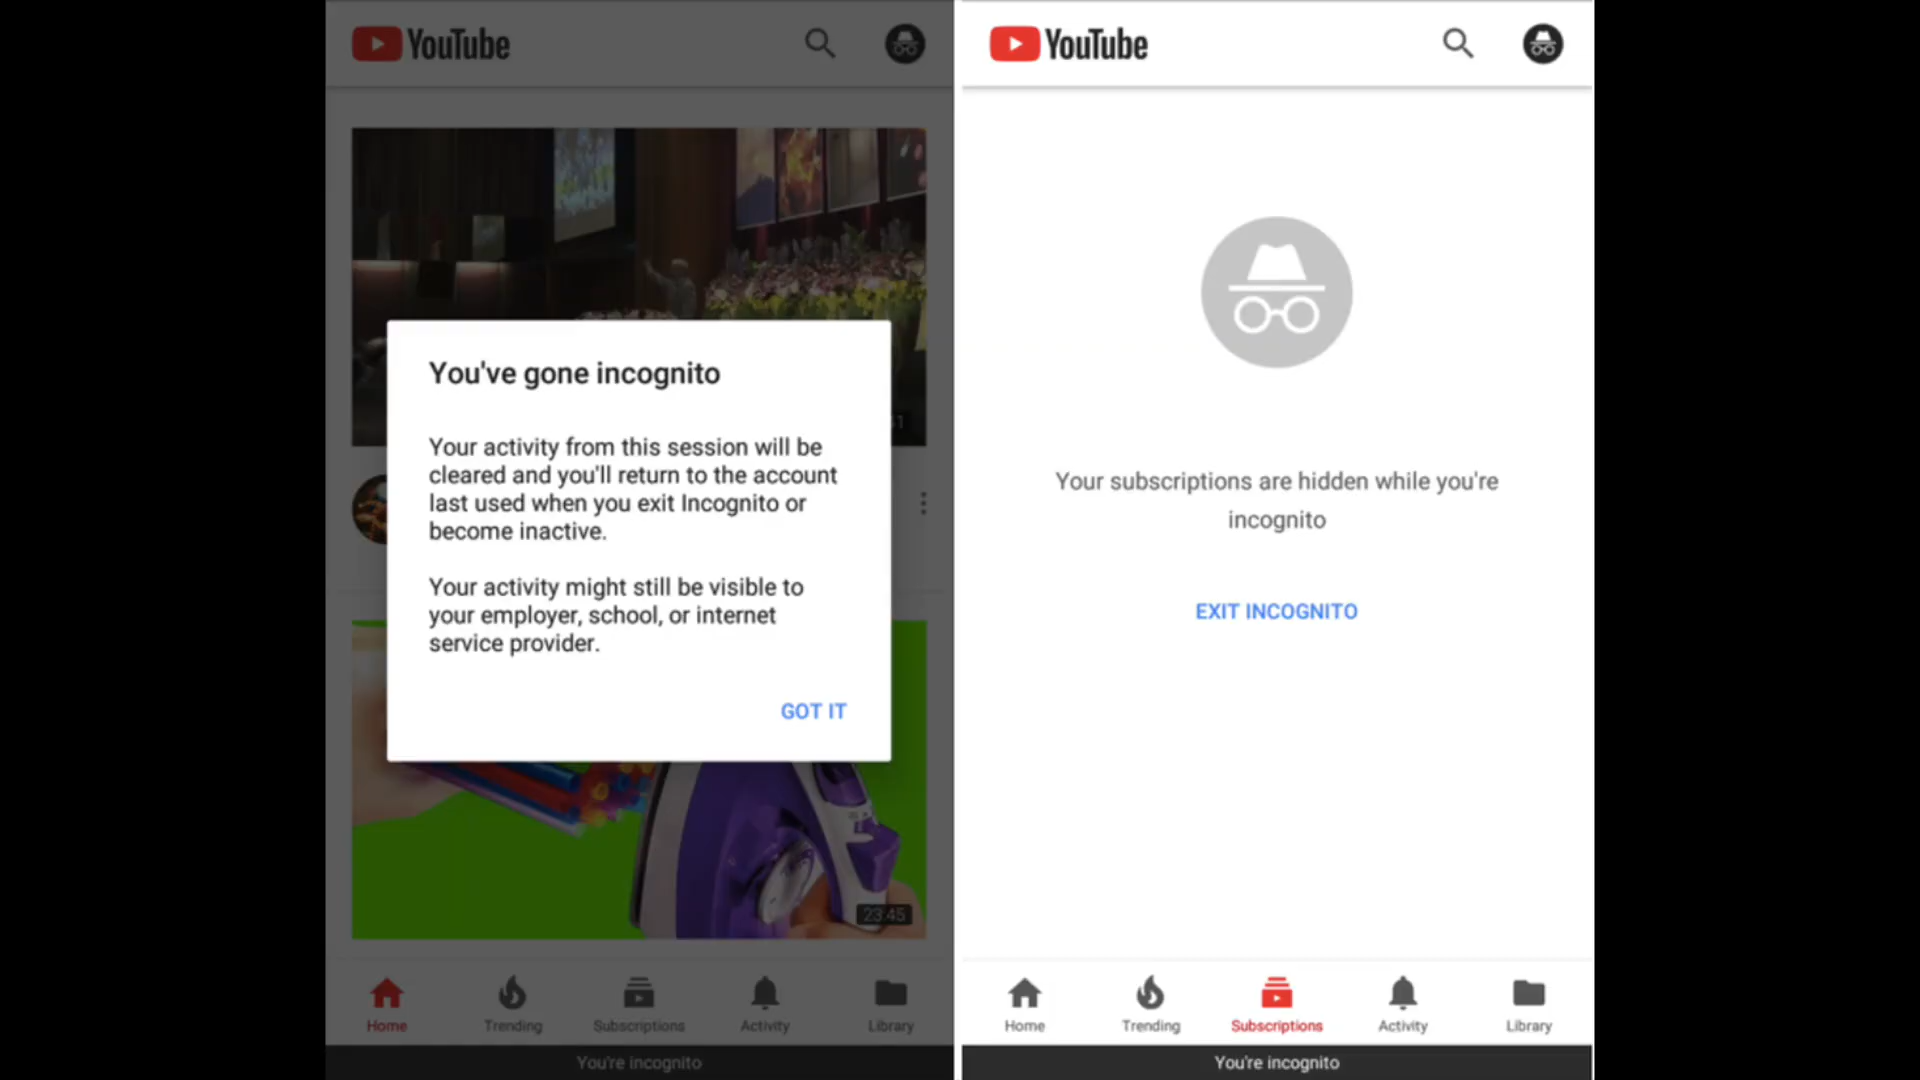 YouTube
You've gone incognito
Your activity from this session will be
cleared and you'll return to the account
last used when you exit Incognito or
become inactive.
Your activity might still be visible to
your employer, school, or internet
service provider.
GOT IT
23:45
Home
Trending
Subscriptions
Activity
Library
You're incognito
YouTube
Your subscriptions are hidden while you're
incognito
EXIT INCOGNITO
Home
Trending
Subscriptions
Activity
Library
You're incognito